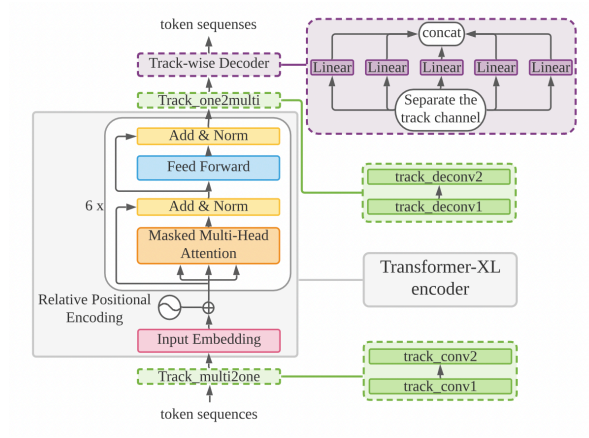 token sequenses
Track-wise Decoder
Track_one2multi
Add & Norm
Feed Forward
6 x
Add & Norm
Masked Multi-Head
Attention
Relative Positional
Encoding
Input Embedding
Track_multi2one
token sequences
concat
Linear Linear Linear Linear Linear
Separate the
track channel
track_deconv2
track_deconv1
Transformer-XL
encoder
track_conv2
track_conv1